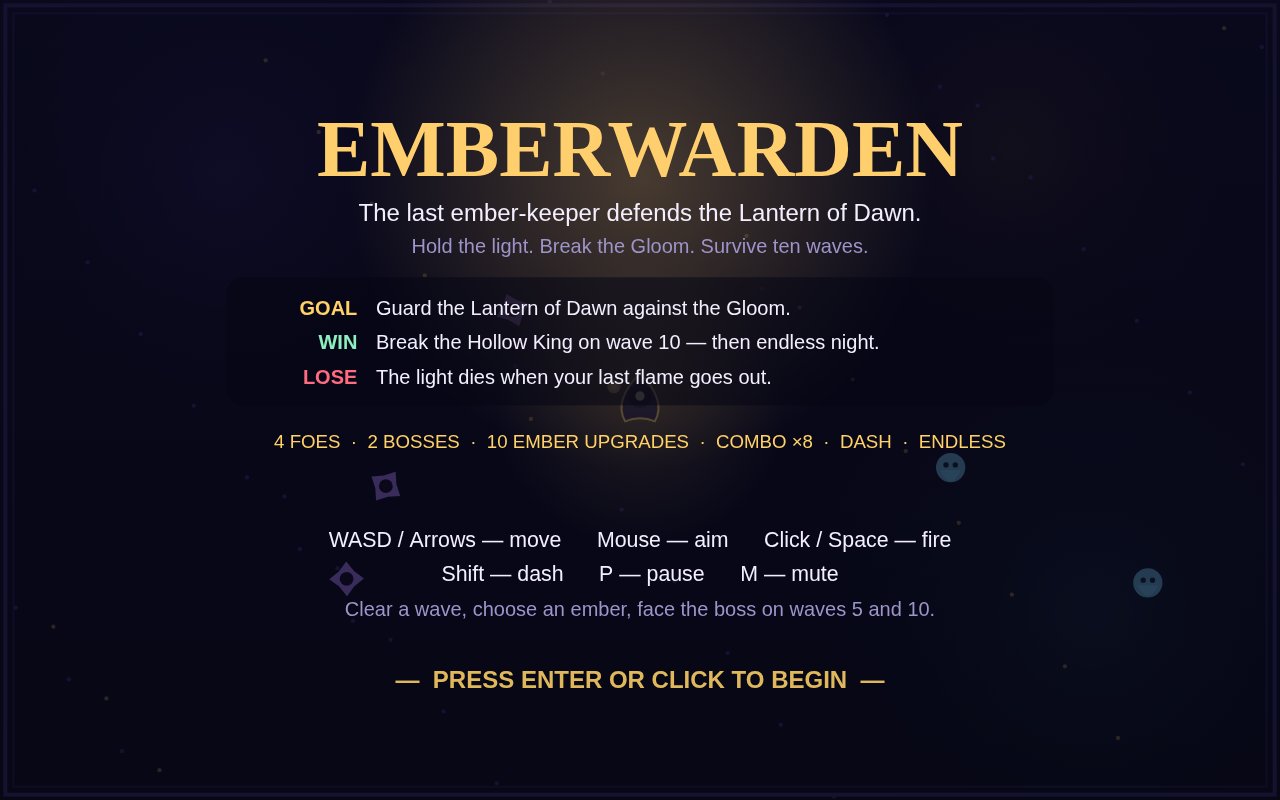 EMBERWARDEN
The last ember-keeper defends the Lantern of Dawn.
Hold the light. Break the Gloom. Survive ten waves.
GOAL Guard the Lantern of Dawn against the Gloom.
WIN Break the Hollow King on wave 10 — then endless night.
LOSE The light dies when your last flame goes out.
4 FOES · 2 BOSSES · 10 EMBER UPGRADES · COMBO ×8 · DASH · ENDLESS
WASD / Arrows — move Mouse — aim Click / Space — fire
Shift — dash P — pause M — mute
Clear a wave, choose an ember, face the boss on waves 5 and 10.
— PRESS ENTER OR CLICK TO BEGIN —